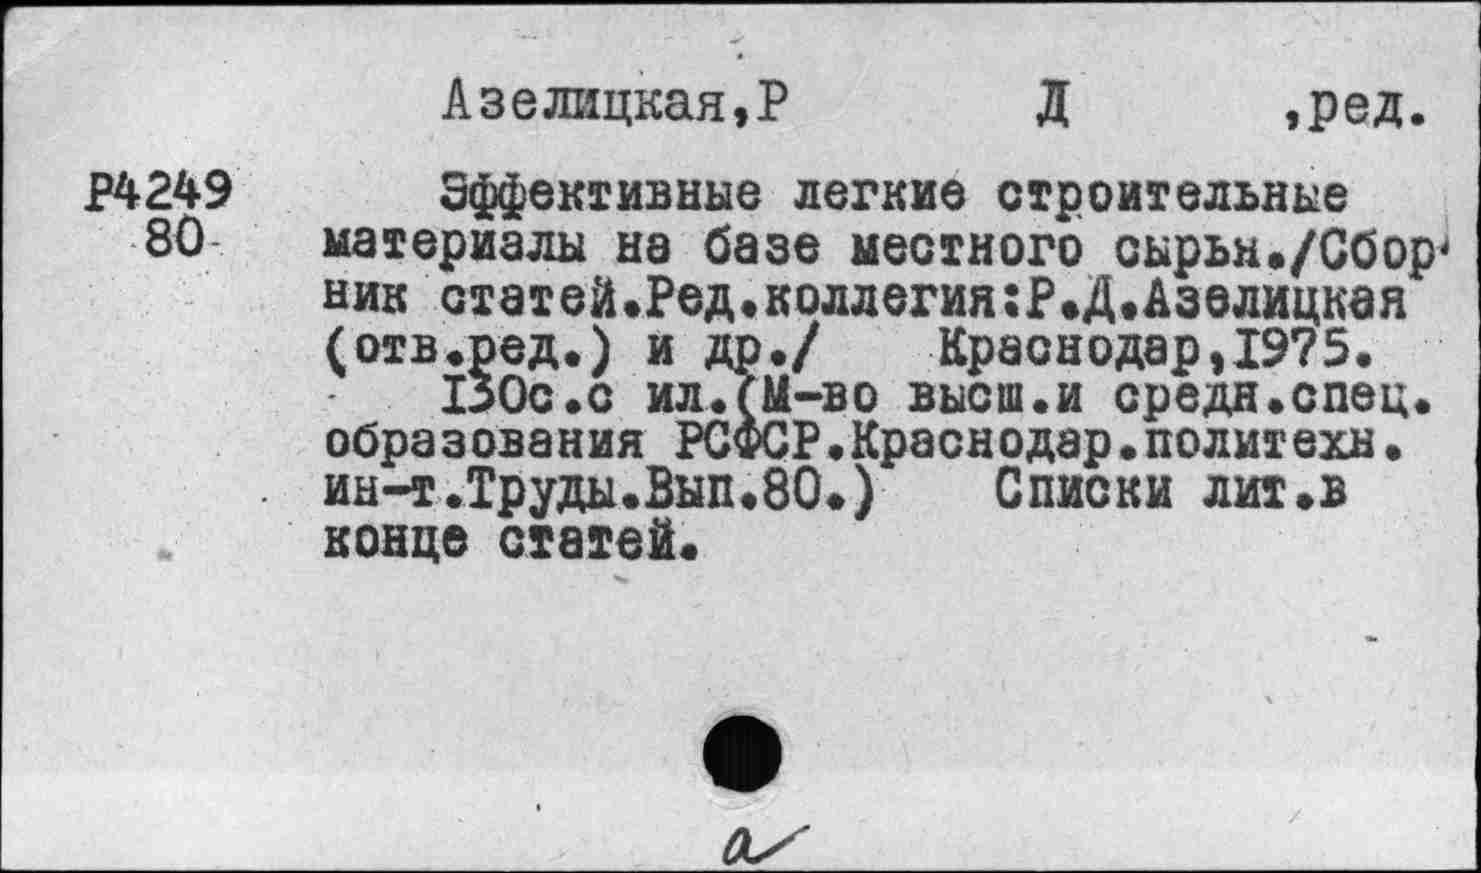 Азелицкая,Р Д ,ред.
Р4249 Эффективные легкие строительные
80 материалы на базе местного сырья./Сбор-
ник статей.Ред.коллегия:Р.Д.Азелицкая
(отв.ред.) и др./ Краснодар,1975.
130с.с ил.(М-во высш.и средн.спец.
образования РСФСР.Краснодар.политехн.
ин-т.Труды.Вып.80.) Списки лит.в
конце статей.
а